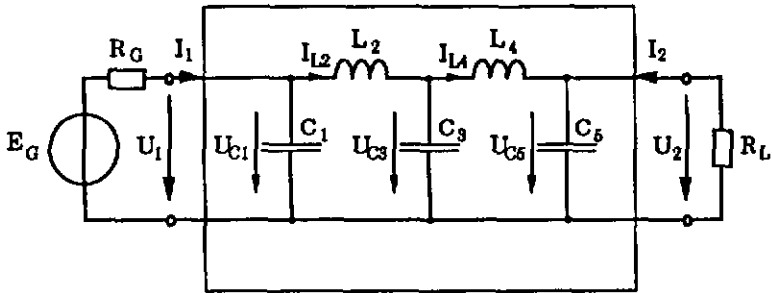 R_G I_1 I_L2 L_2 I_L4 L_4 I_2
E_G U_1 U_C1 C_1 U_C3 C_3 U_C5 C_5 U_2 R_L